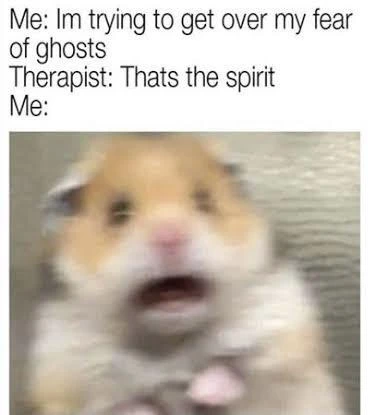 Me: Im trying to get over my fear
of ghosts
Therapist: Thats the spirit
Me: